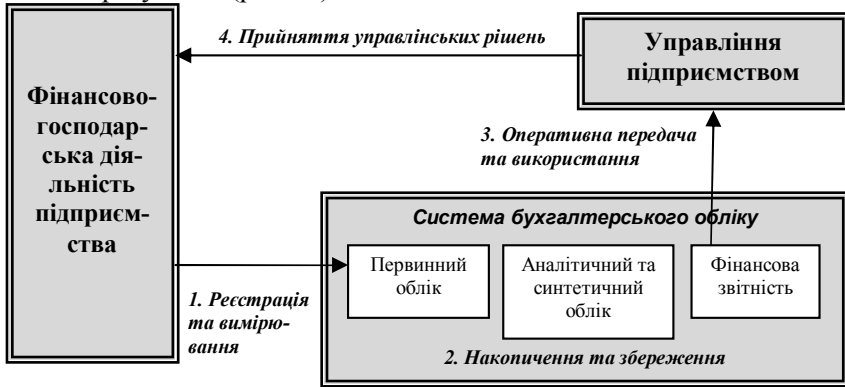 4. Прийняття управлінських рішень
Управління
підприємством
Фінансово-
господар-
ська дія-
льність
підприєм-
ства
3. Оперативна передача
та використання
Система бухгалтерського обліку
Первинний
облік
Аналітичний та
синтетичний
облік
Фінансова
звітність
1. Реєстрація
та вимірю-
вання
2. Накопичення та збереження